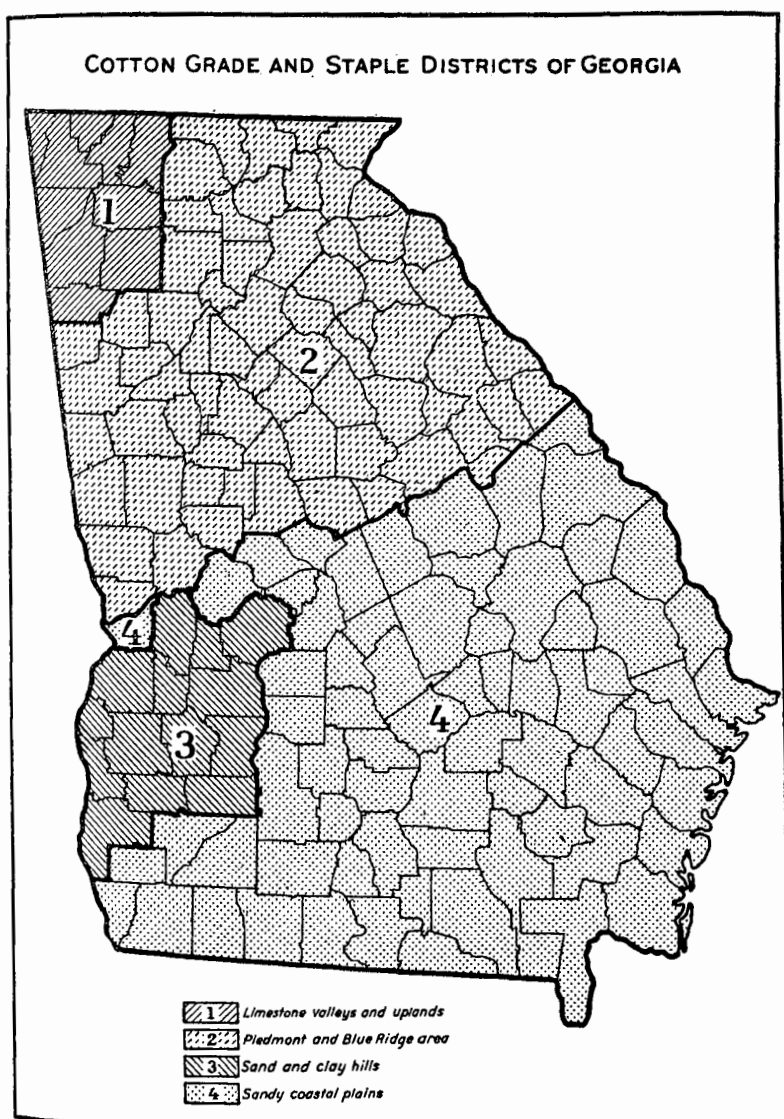 COTTON GRADE AND STAPLE DISTRICTS OF GEORGIA
1
2
4
4
3
1 Limestone valleys and uplands
2 Piedmont and Blue Ridge area
3 Sand and clay hills
4 Sandy coastal plains